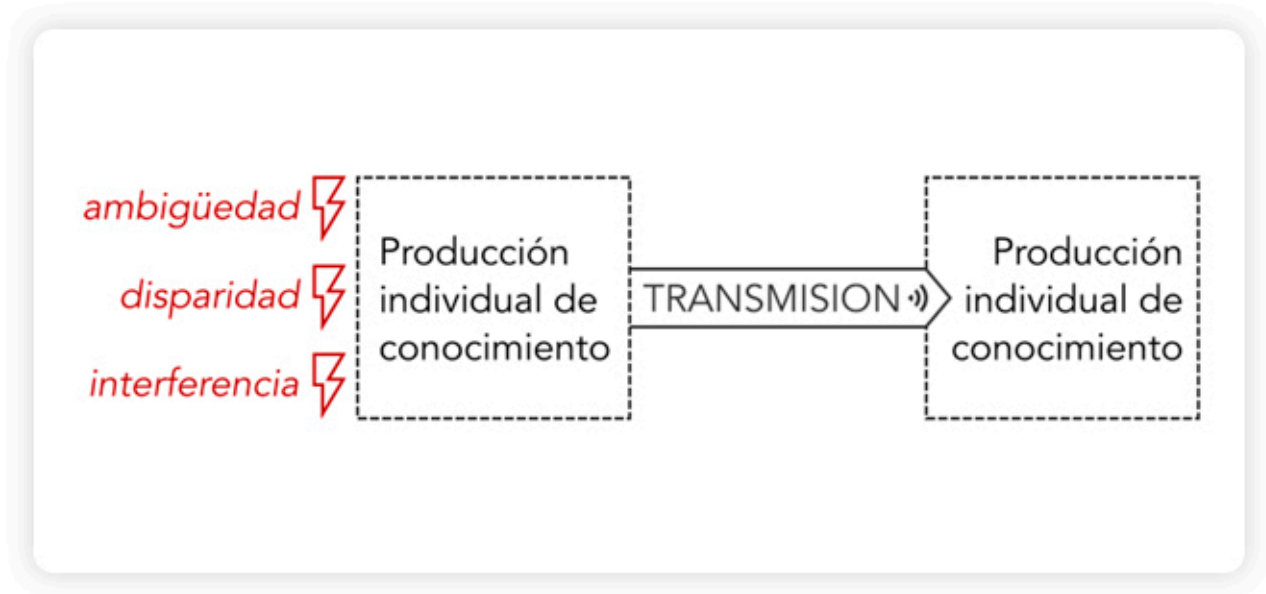 ambigüedad
disparidad
interferencia
Producción
individual de
conocimiento
TRANSMISION
Producción
individual de
conocimiento